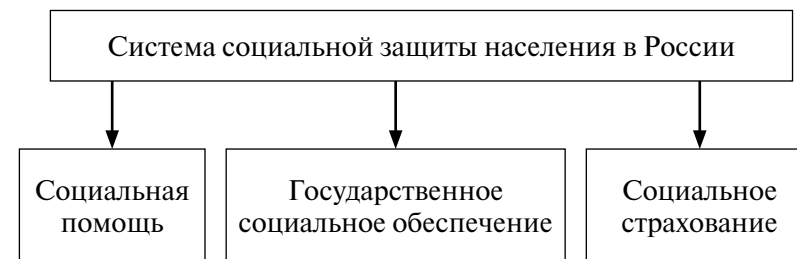 Система социальной защиты населения в России
Социальная
помощь
Государственное
социальное обеспечение
Социальное
страхование